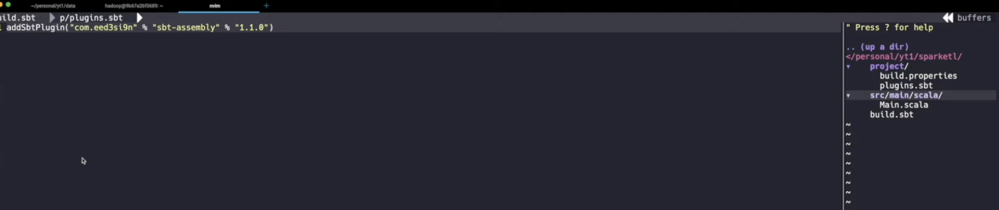 ~/personal/yt1/data hadoop@9b67a26f5689: ~ nvim +
ild.sbt p/plugins.sbt buffers
1 addSbtPlugin("com.eed3si9n" % "sbt-assembly" % "1.1.0")
" Press ? for help
.. (up a dir)
</personal/yt1/sparketl/
▾ project/
build.properties
plugins.sbt
▾ src/main/scala/
Main.scala
build.sbt
~
~
~
~
~
~
~
~
~